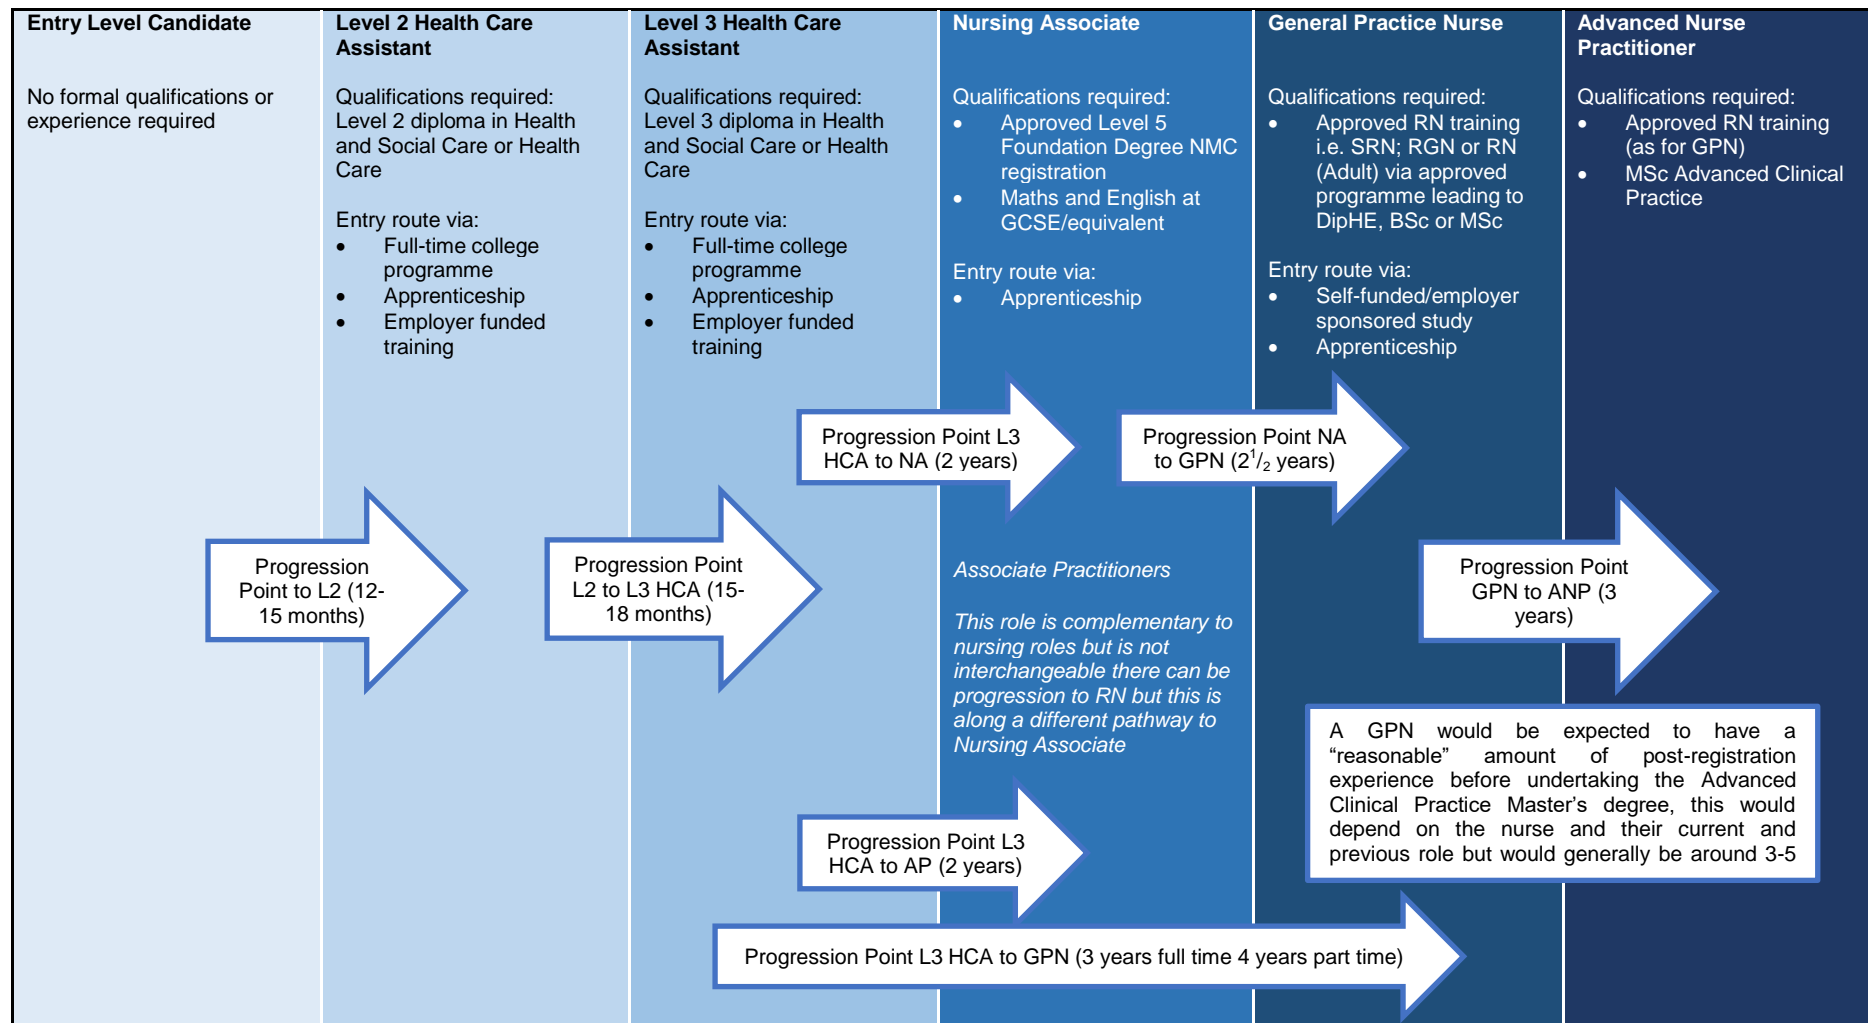 Entry Level Candidate
No formal qualifications or
experience required
Level 2 Health Care
Assistant
Qualifications required:
Level 2 diploma in Health
and Social Care or Health
Care
Entry route via:
• Full-time college
programme
• Apprenticeship
• Employer funded
training
Level 3 Health Care
Assistant
Qualifications required:
Level 3 diploma in Health
and Social Care or Health
Care
Entry route via:
• Full-time college
programme
• Apprenticeship
• Employer funded
training
Nursing Associate
Qualifications required:
• Approved Level 5
Foundation Degree NMC
registration
• Maths and English at
GCSE/equivalent
Entry route via:
• Apprenticeship
General Practice Nurse
Qualifications required:
• Approved RN training
i.e. SRN; RGN or RN
(Adult) via approved
programme leading to
DipHE, BSc or MSc
Entry route via:
• Self-funded/employer
sponsored study
• Apprenticeship
Advanced Nurse
Practitioner
Qualifications required:
• Approved RN training
(as for GPN)
• MSc Advanced Clinical
Practice
Progression Point L3
HCA to NA (2 years)
Progression Point NA
to GPN (2 1/2 years)
Progression
Point to L2 (12-
15 months)
Progression Point
L2 to L3 HCA (15-
18 months)
Associate Practitioners
This role is complementary to
nursing roles but is not
interchangeable there can be
progression to RN but this is
along a different pathway to
Nursing Associate
Progression Point
GPN to ANP (3
years)
A GPN would be expected to have a
“reasonable” amount of post-registration
experience before undertaking the Advanced
Clinical Practice Master’s degree, this would
depend on the nurse and their current and
previous role but would generally be around 3-5
Progression Point L3
HCA to AP (2 years)
Progression Point L3 HCA to GPN (3 years full time 4 years part time)